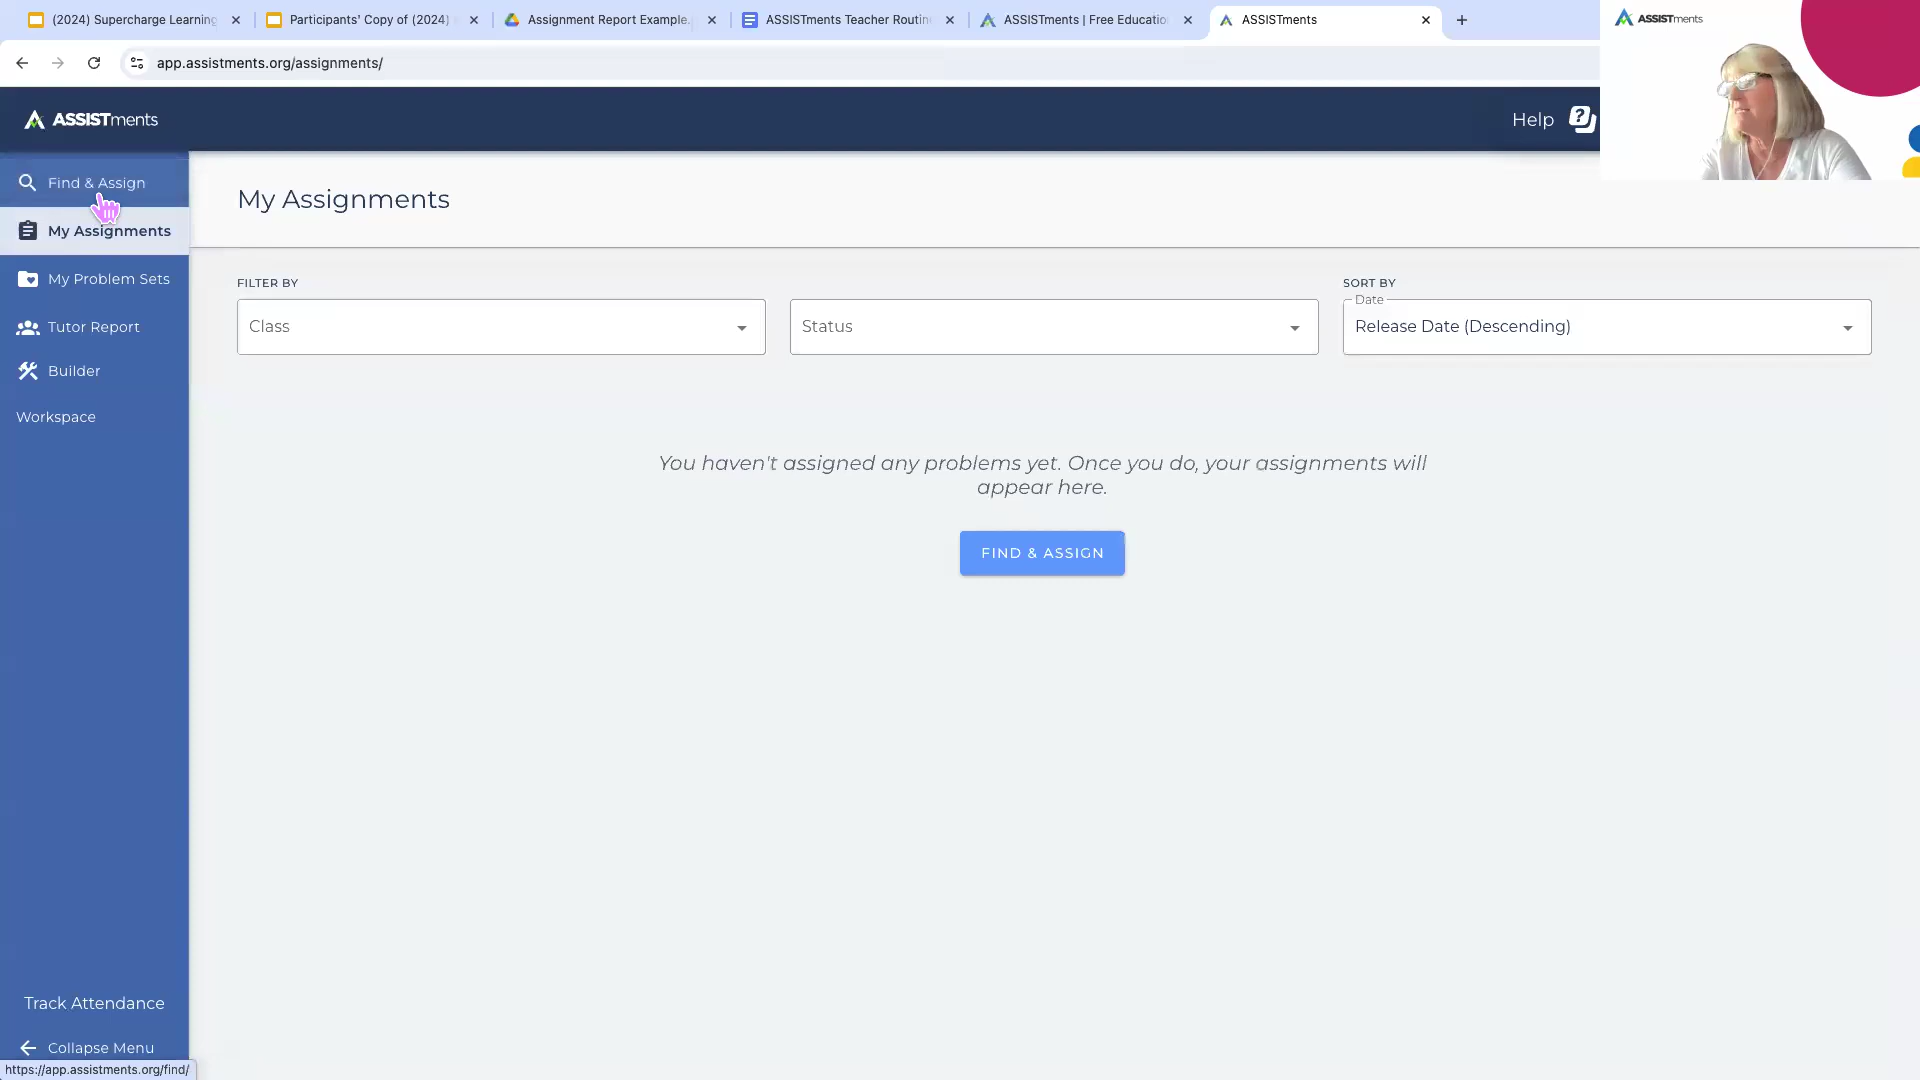 (2024) Supercharge Learning
Participants' Copy of (2024)
Assignment Report Example.
ASSISTments Teacher Routin
ASSISTments | Free Educatio
ASSISTments
ASSISTments
app.assistments.org/assignments/
ASSISTments
Help
Find & Assign
My Assignments
My Problem Sets
Tutor Report
Builder
Workspace
My Assignments
FILTER BY
SORT BY
Class
Status
Date
Release Date (Descending)
You haven't assigned any problems yet. Once you do, your assignments will
appear here.
FIND & ASSIGN
Track Attendance
Collapse Menu
https://app.assistments.org/find/